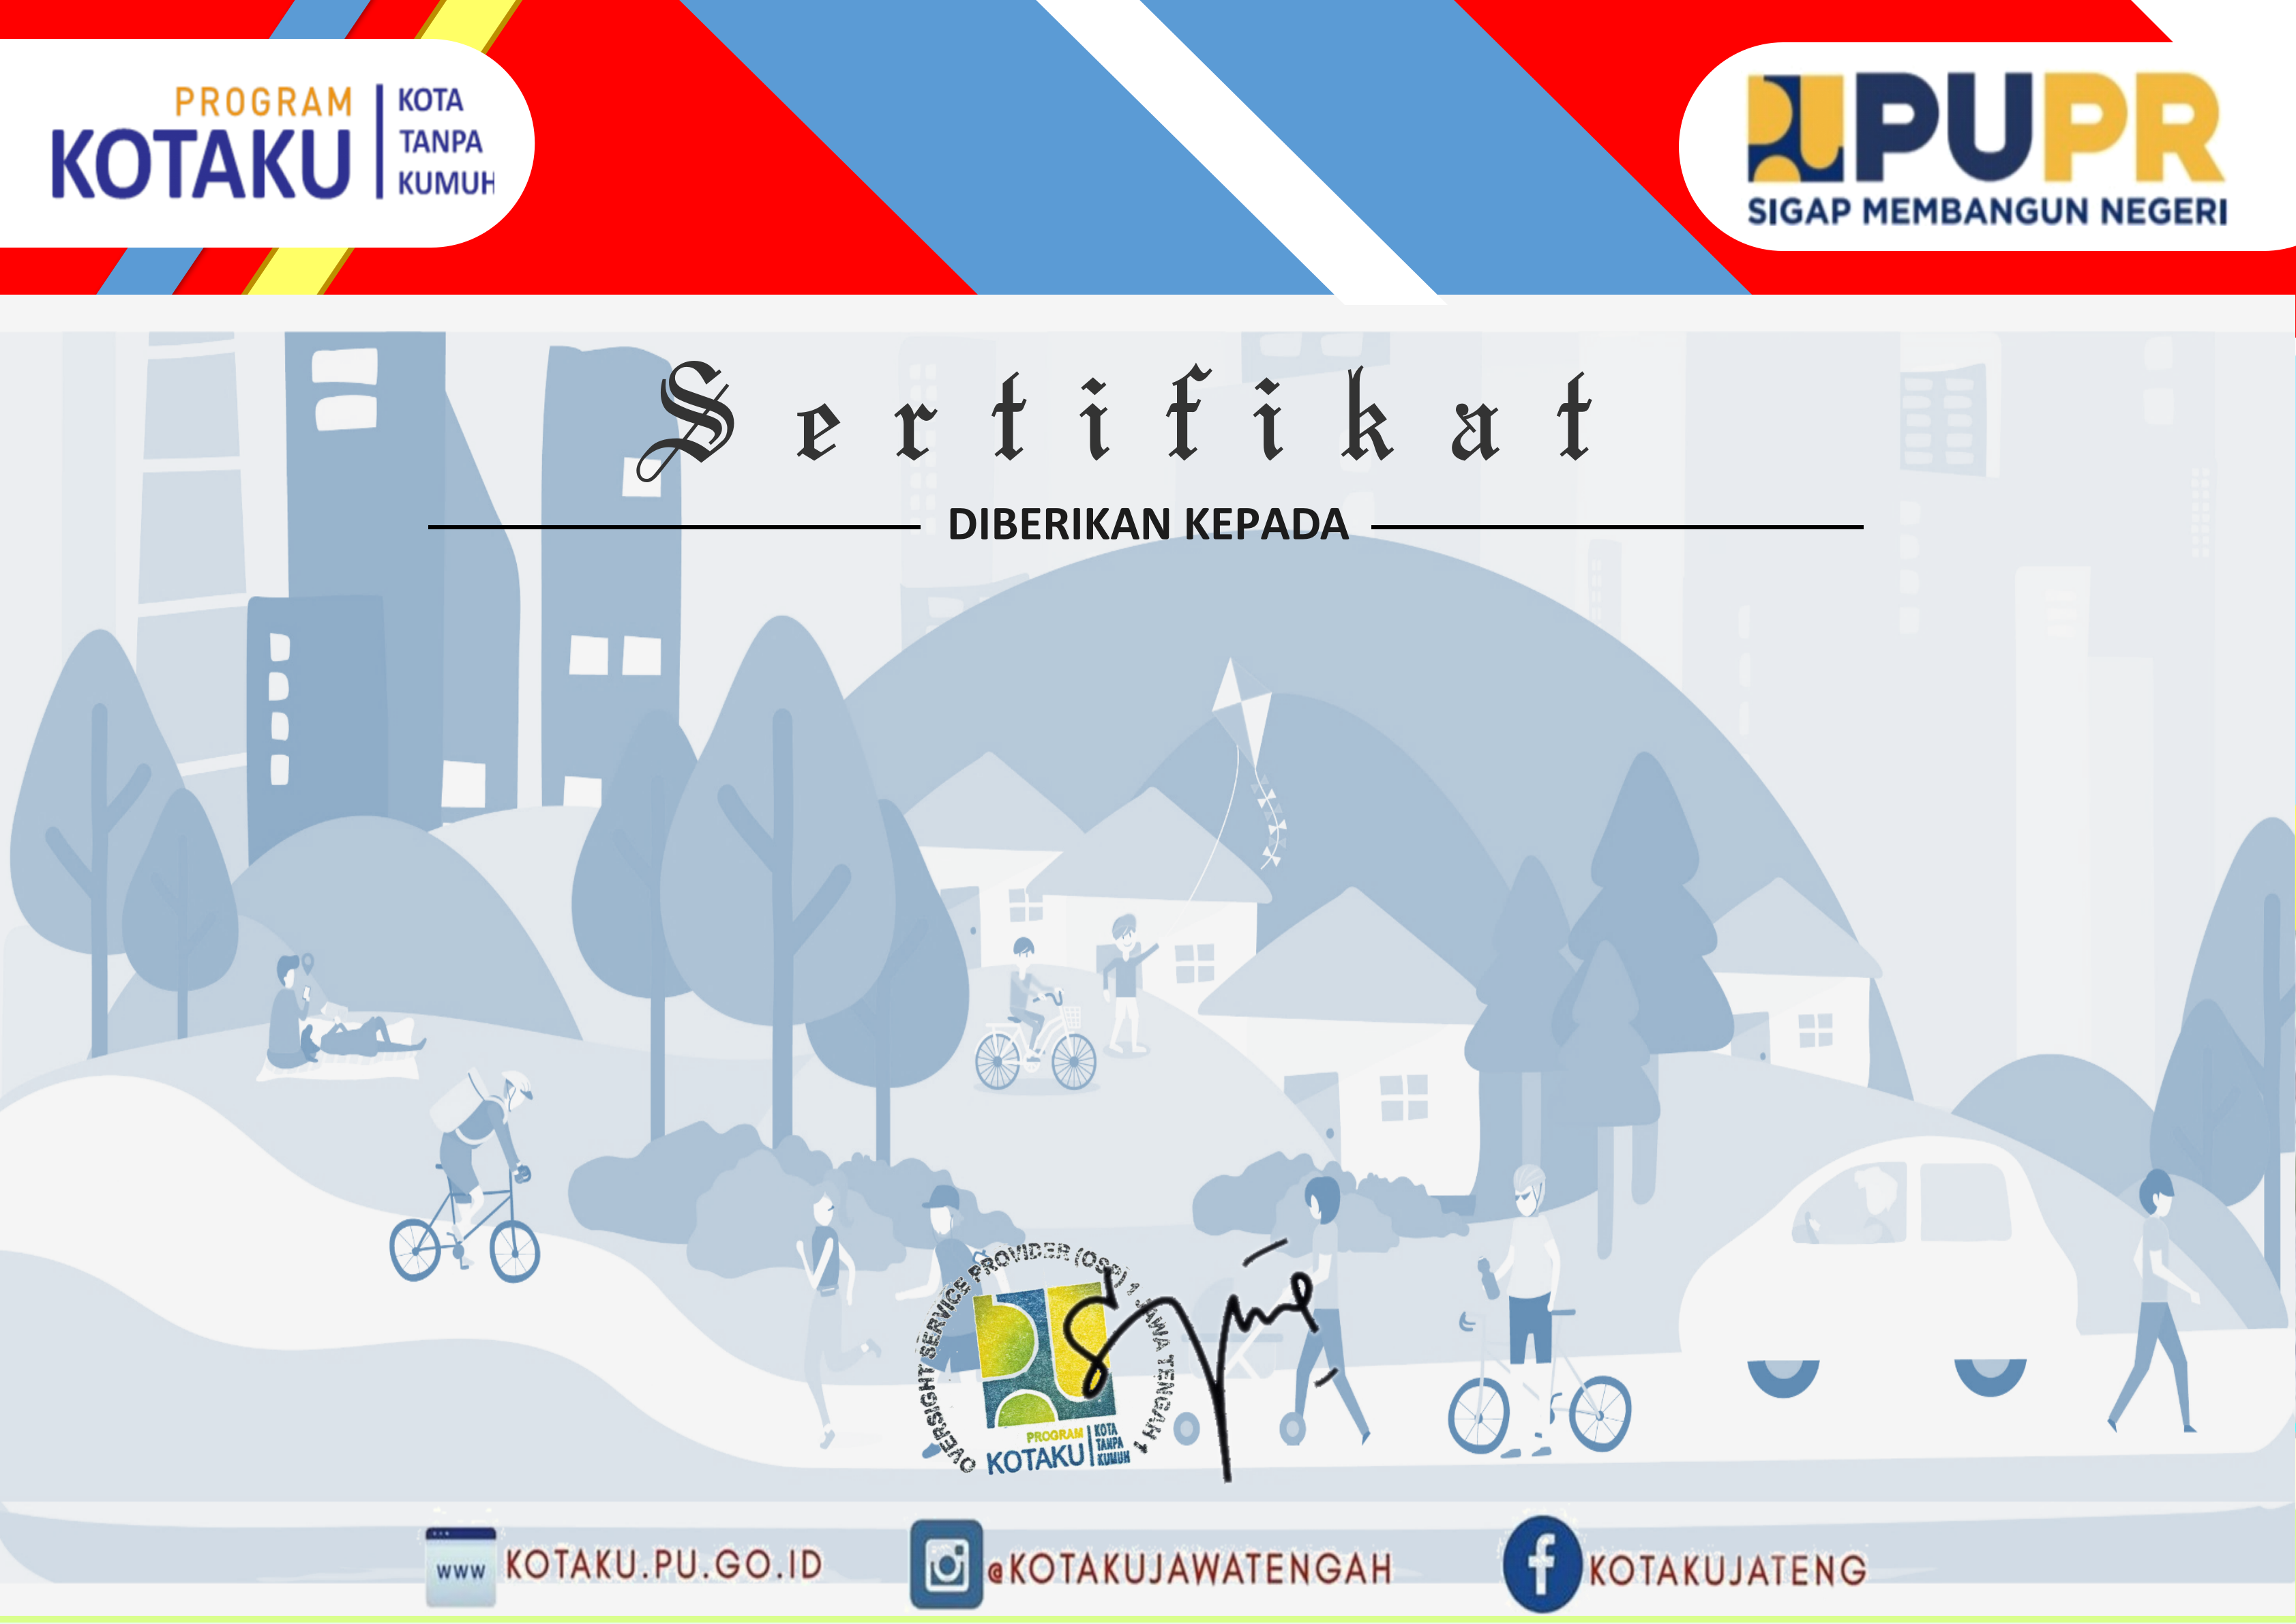 PROGRAM
KOTAKU
KOTA
TANPA
KUMUH
PUPR
SIGAP MEMBANGUN NEGERI
Sertifikat
DIBERIKAN KEPADA
OVERSIGHT SERVICE PROVIDER (OSP) 1 JAWA TENGAH 1
PROGRAM
KOTAKU
KOTA
TANPA
KUMUH
www KOTAKU.PU.GO.ID
@KOTAKUJAWATENGAH
f KOTAKUJATENG